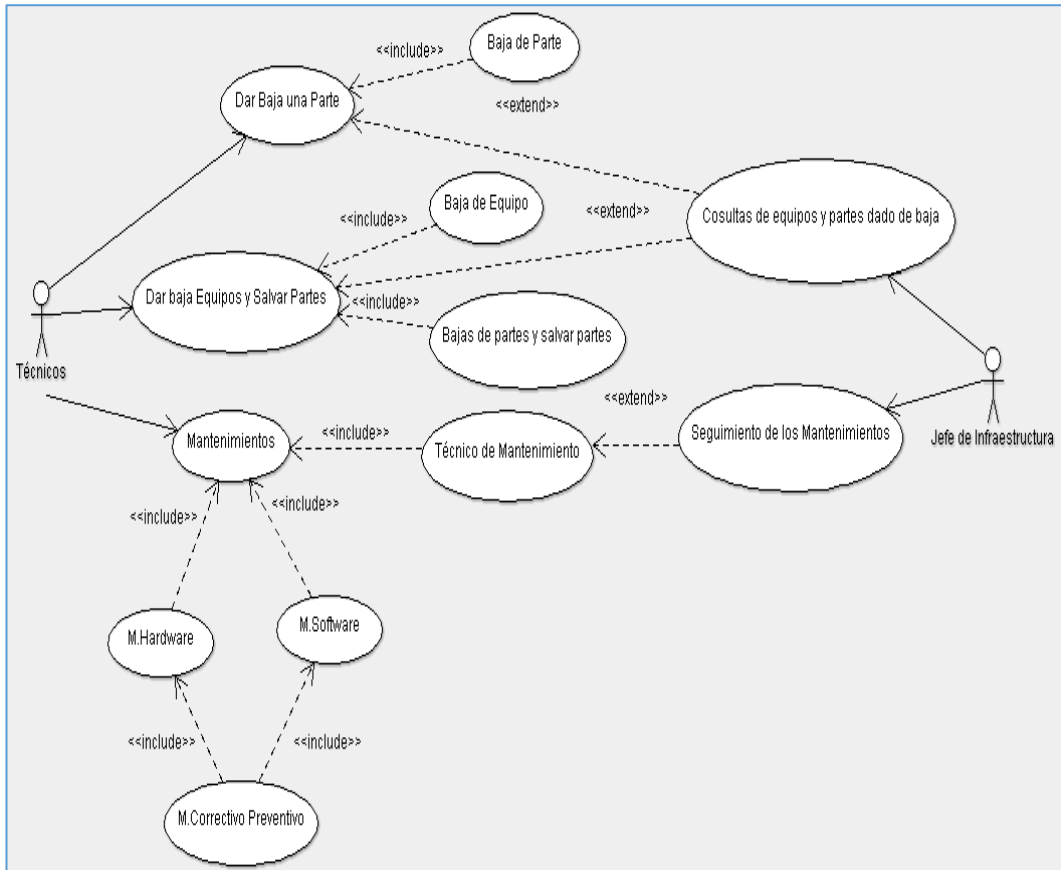 Baja de Parte
<<include>>
Dar Baja una Parte
<<extend>>
Baja de Equipo
<<include>>
<<extend>>
Cosultas de equipos y partes dado de baja
Dar baja Equipos y Salvar Partes
<<include>>
Bajas de partes y salvar partes
Técnicos
<<extend>>
Mantenimientos
<<include>>
Técnico de Mantenimiento
Seguimiento de los Mantenimientos
Jefe de Infraestructura
<<include>>
<<include>>
M.Hardware
M.Software
<<include>>
<<include>>
M.Correctivo Preventivo